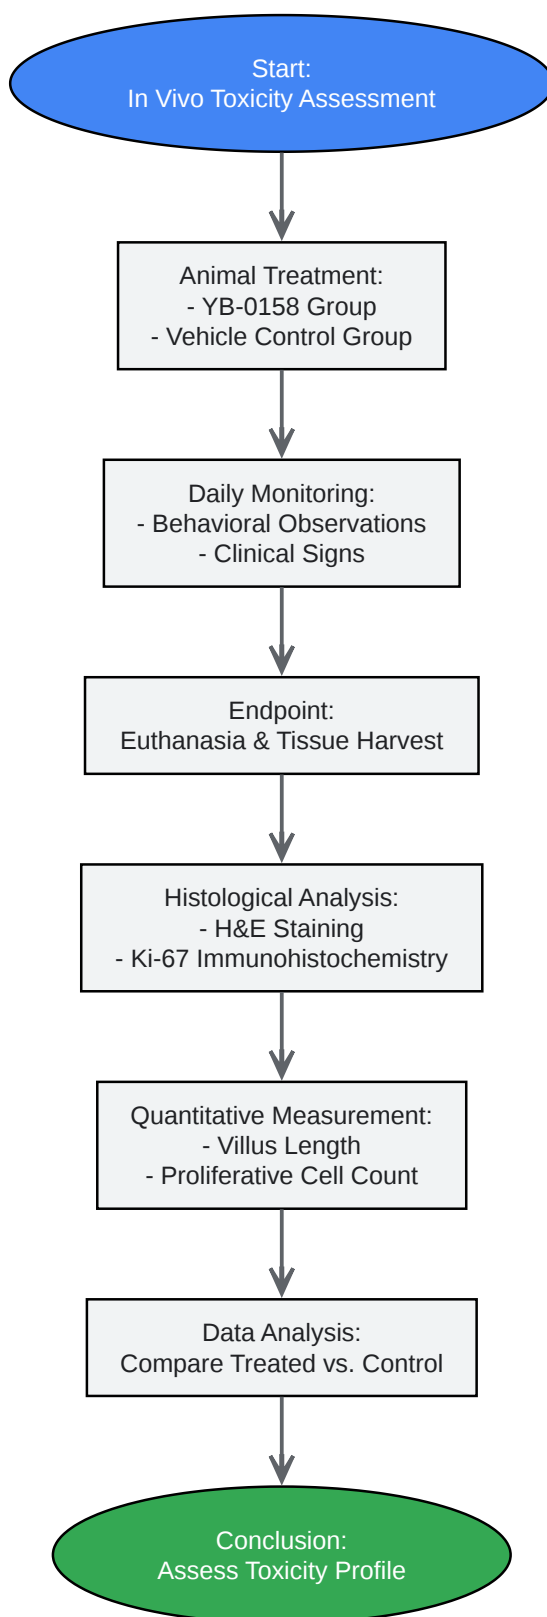 Start:
In Vivo Toxicity Assessment
Animal Treatment:
- YB-0158 Group
- Vehicle Control Group
Daily Monitoring:
- Behavioral Observations
- Clinical Signs
Endpoint:
Euthanasia & Tissue Harvest
Histological Analysis:
- H&E Staining
- Ki-67 Immunohistochemistry
Quantitative Measurement:
- Villus Length
- Proliferative Cell Count
Data Analysis:
Compare Treated vs. Control
Conclusion:
Assess Toxicity Profile